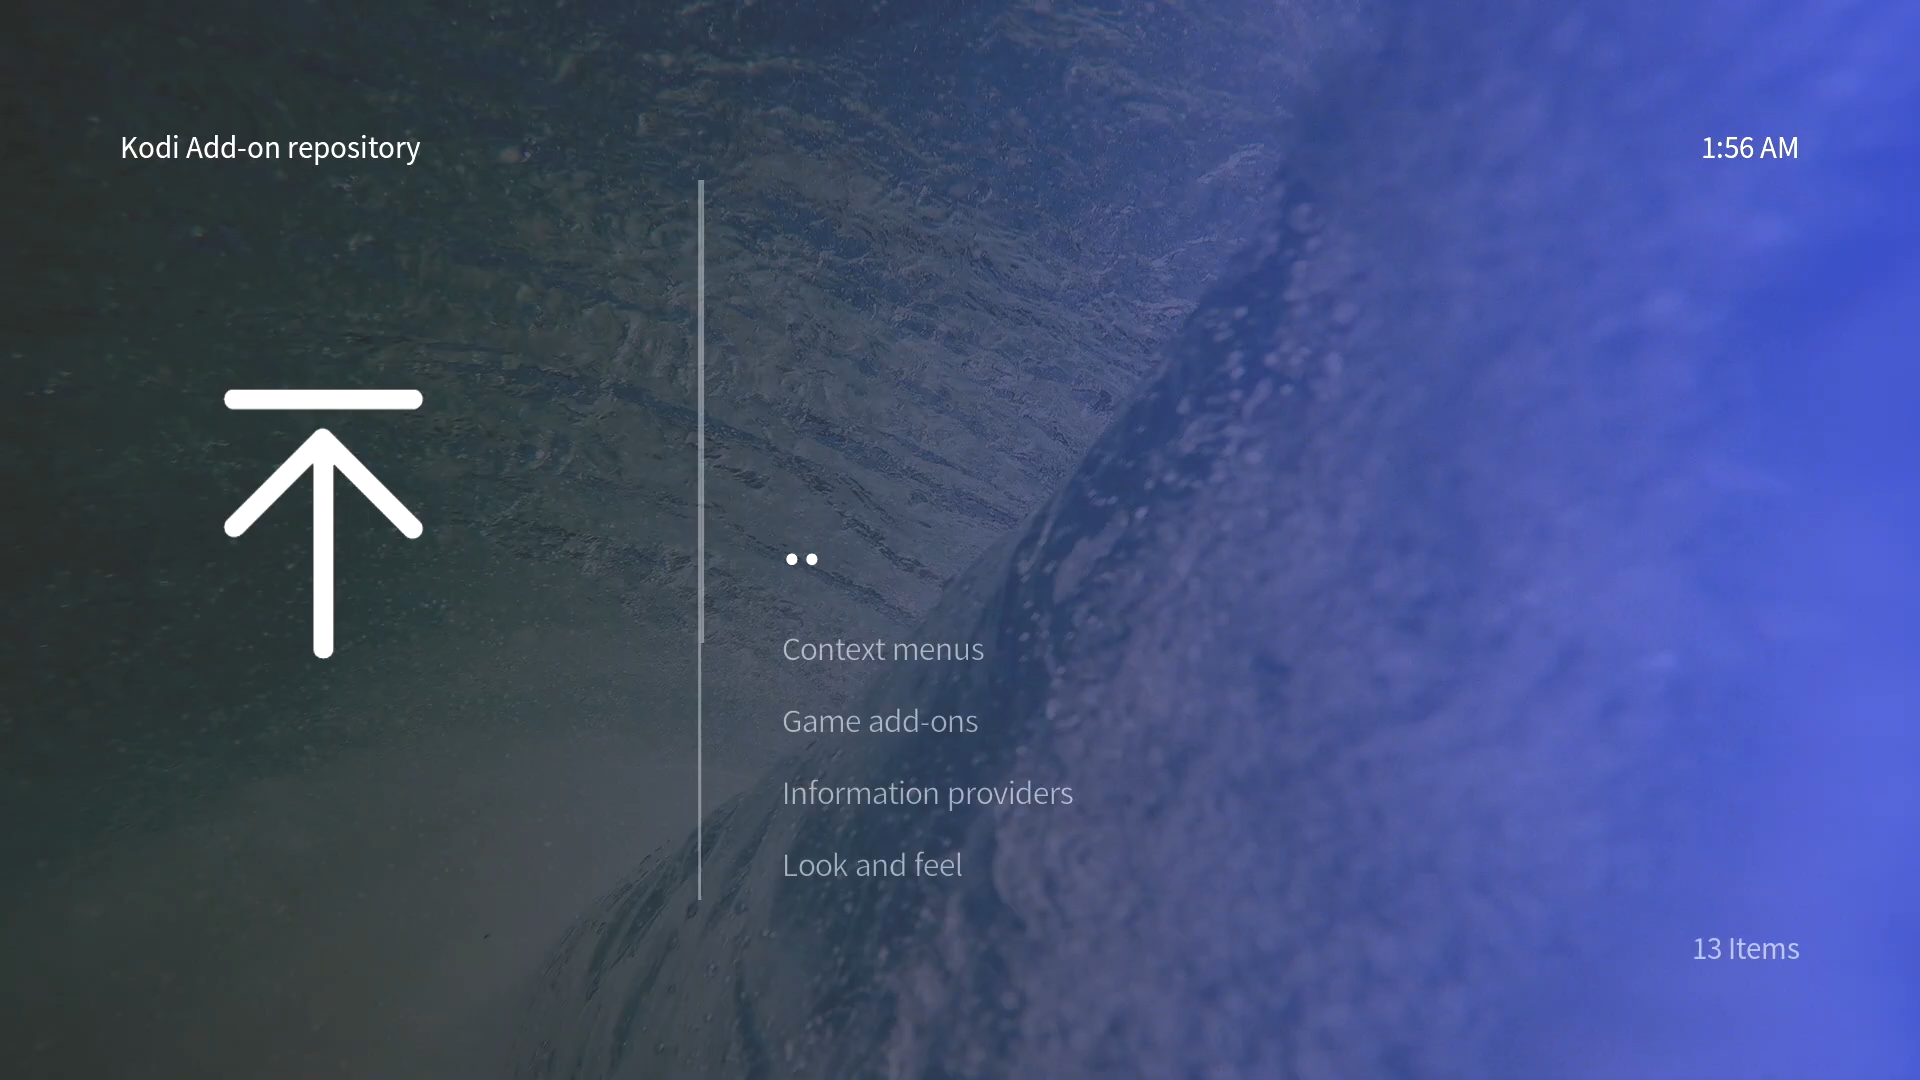 Kodi Add-on repository
1:56 AM
..
Context menus
Game add-ons
Information providers
Look and feel
13 Items